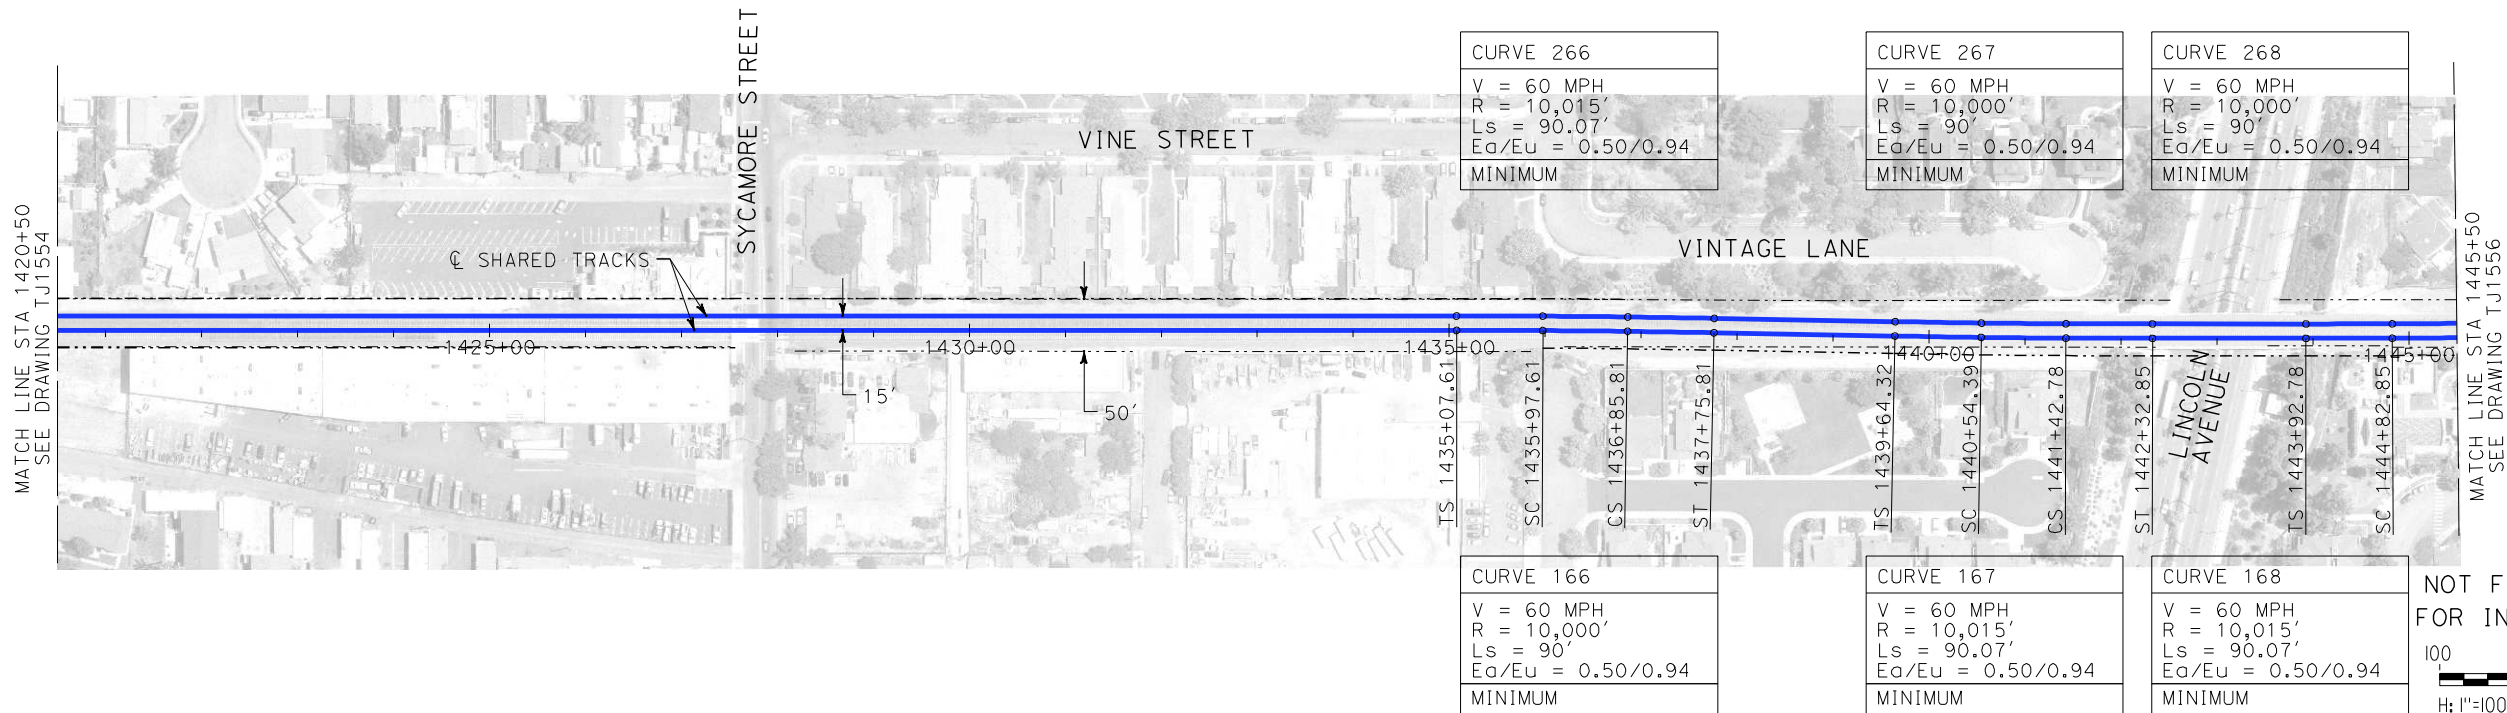 CURVE 266
V = 60 MPH
R = 10,015'
Ls = 90.07'
Ea/Eu = 0.50/0.94
MINIMUM
CURVE 267
V = 60 MPH
R = 10,000'
Ls = 90'
Ea/Eu = 0.50/0.94
MINIMUM
CURVE 268
V = 60 MPH
R = 10,000'
Ls = 90'
Ea/Eu = 0.50/0.94
MINIMUM
SYCAMORE STREET
VINE STREET
VINTAGE LANE
℄ SHARED TRACKS
MATCH LINE STA 1420+50
SEE DRAWING TJ1554
1425+00
1430+00
1435+00
1440+00
1445+00
15'
50'
TS 1435+07.61
SC 1435+97.61
CS 1436+85.81
ST 1437+75.81
TS 1439+64.32
SC 1440+54.39
CS 1441+42.78
ST 1442+32.85
LINCOLN
AVENUE
TS 1443+92.78
SC 1444+82.85
MATCH LINE STA 1445+50
SEE DRAWING TJ1556
CURVE 166
V = 60 MPH
R = 10,000'
Ls = 90'
Ea/Eu = 0.50/0.94
MINIMUM
CURVE 167
V = 60 MPH
R = 10,015'
Ls = 90.07'
Ea/Eu = 0.50/0.94
MINIMUM
CURVE 168
V = 60 MPH
R = 10,015'
Ls = 90.07'
Ea/Eu = 0.50/0.94
MINIMUM
NOT F
FOR IN
100
H: 1"=100